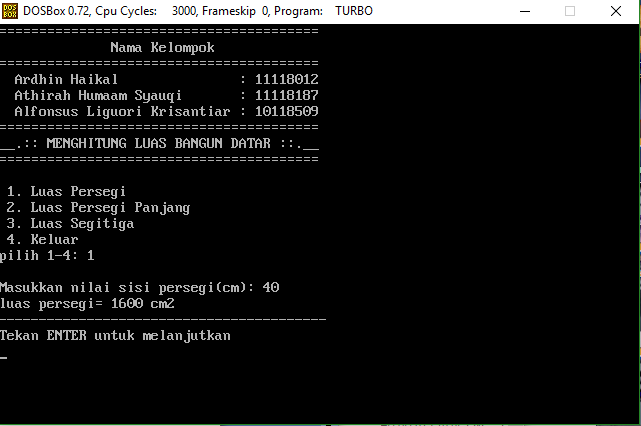 DOSBox 0.72, Cpu Cycles: 3000, Frameskip 0, Program: TURBO
========================================
Nama Kelompok
========================================
Ardhin Haikal : 11118012
Athirah Humaam Syauqi : 11118187
Alfonsus Liguori Krisantiar : 10118509
========================================
__.:: MENGHITUNG LUAS BANGUN DATAR ::.__
========================================
1. Luas Persegi
2. Luas Persegi Panjang
3. Luas Segitiga
4. Keluar
pilih 1-4: 1
Masukkan nilai sisi persegi(cm): 40
luas persegi= 1600 cm2
-----------------------------------------
Tekan ENTER untuk melanjutkan
_